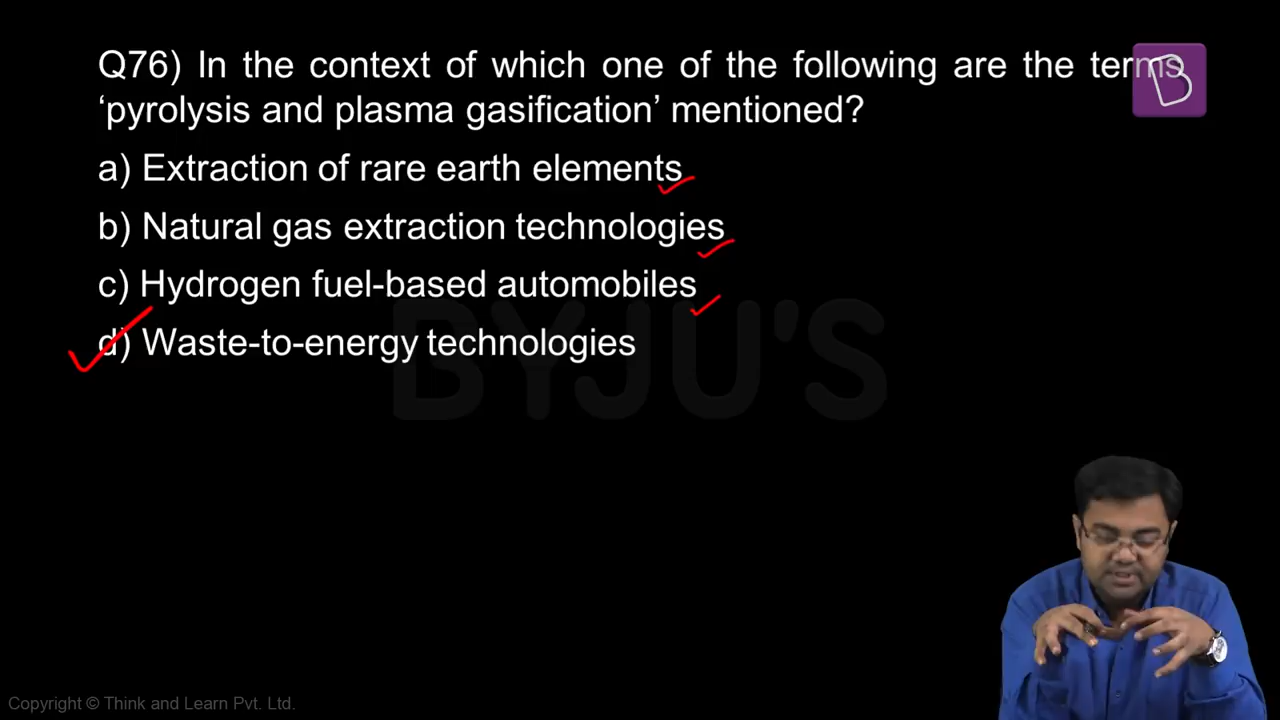 Q76) In the context of which one of the following are the terms
‘pyrolysis and plasma gasification’ mentioned?
a) Extraction of rare earth elements
b) Natural gas extraction technologies
c) Hydrogen fuel-based automobiles
d) Waste-to-energy technologies
BYJU'S
Copyright © Think and Learn Pvt. Ltd.